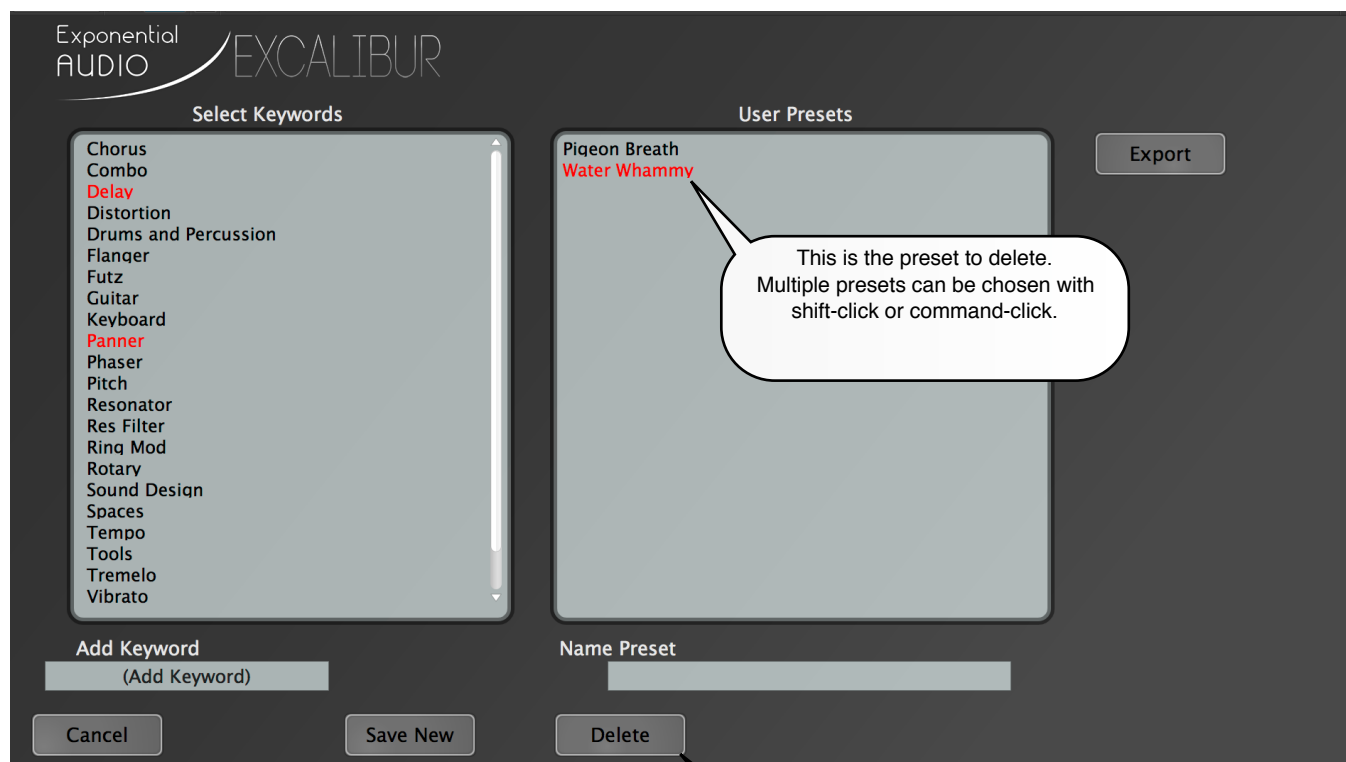 Exponential
AUDIO
EXCALIBUR
Select Keywords
Chorus
Combo
Delay
Distortion
Drums and Percussion
Flanger
Futz
Guitar
Keyboard
Panner
Phaser
Pitch
Resonator
Res Filter
Ring Mod
Rotary
Sound Design
Spaces
Tempo
Tools
Tremelo
Vibrato
User Presets
Pigeon Breath
Water Whammy
This is the preset to delete.
Multiple presets can be chosen with
shift-click or command-click.
Export
Add Keyword
(Add Keyword)
Name Preset
Cancel
Save New
Delete